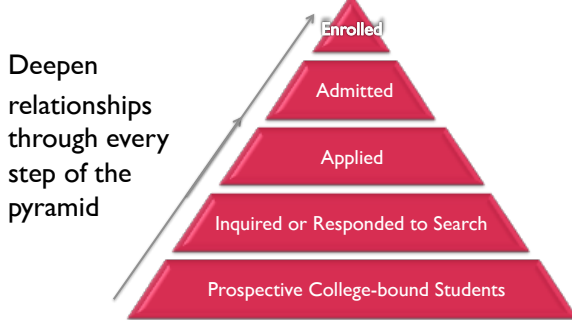 Deepen
relationships
through every
step of the
pyramid
Enrolled
Admitted
Applied
Inquired or Responded to Search
Prospective College-bound Students